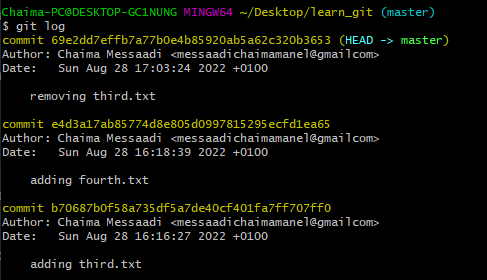 Chaima-PC@DESKTOP-GC1NUNG MINGW64 ~/Desktop/learn_git (master)
$ git log
commit 69e2dd7effb7a77b0e4b85920ab5a62c320b3653 (HEAD -> master)
Author: Chaima Messaadi <messaadichaimamanel@gmailcom>
Date:   Sun Aug 28 17:03:24 2022 +0100

    removing third.txt

commit e4d3a17ab85774d8e805d0997815295ecfd1ea65
Author: Chaima Messaadi <messaadichaimamanel@gmailcom>
Date:   Sun Aug 28 16:18:39 2022 +0100

    adding fourth.txt

commit b70687b0f58a735df5a7de40cf401fa7ff707ff0
Author: Chaima Messaadi <messaadichaimamanel@gmailcom>
Date:   Sun Aug 28 16:16:27 2022 +0100

    adding third.txt